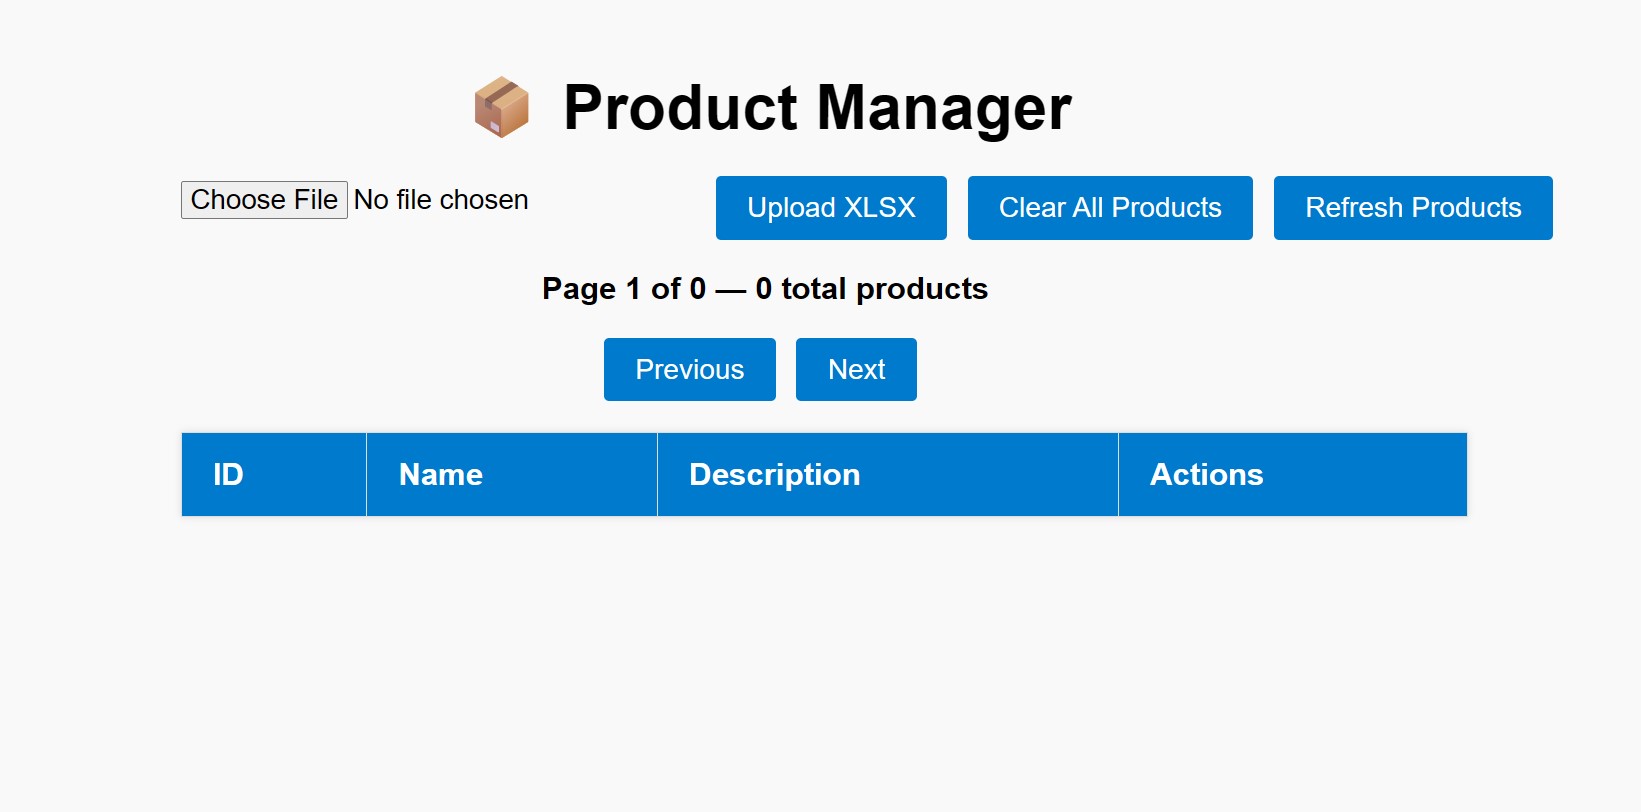 Product Manager
Choose File No file chosen Upload XLSX Clear All Products Refresh Products
Page 1 of 0 — 0 total products
Previous Next
ID Name Description Actions